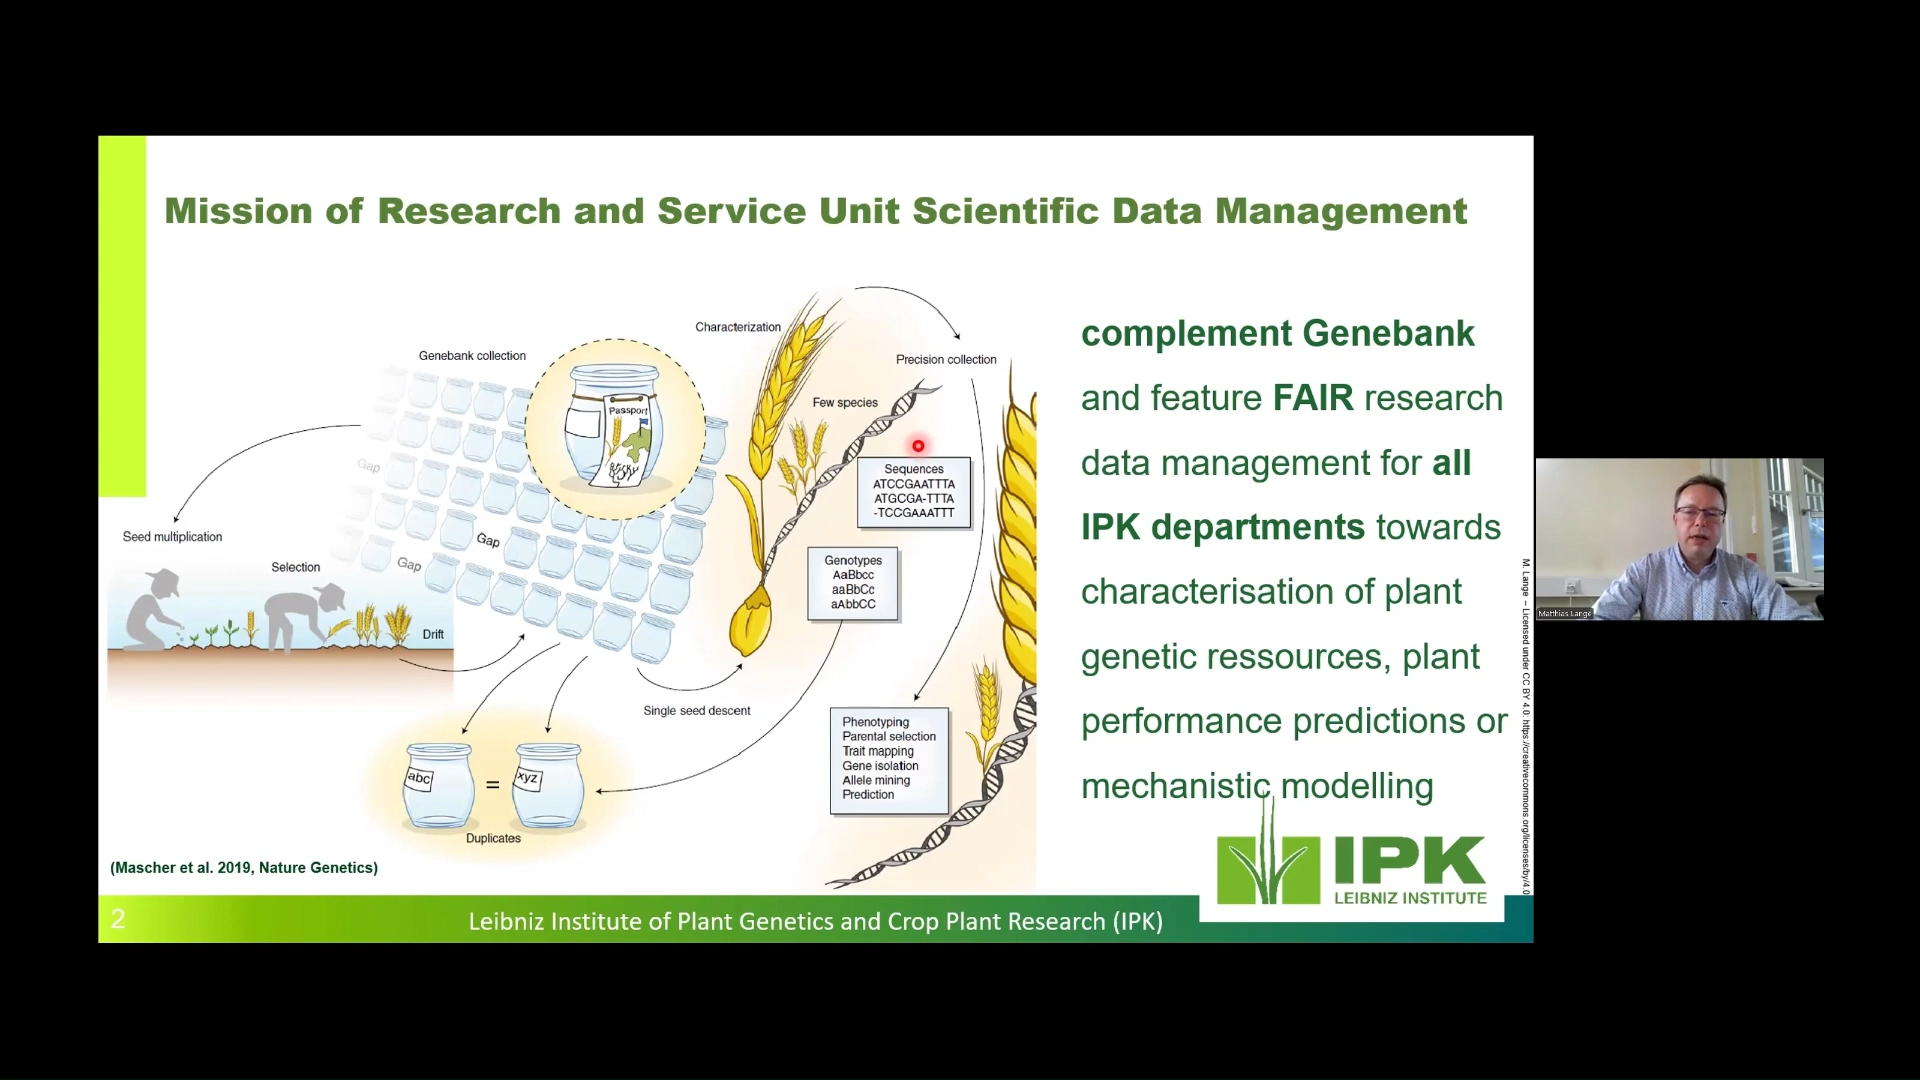 Mission of Research and Service Unit Scientific Data Management
Characterization
Genebank collection
Precision collection
Passport
Few species
Gap
Sequences
ATCCGAATTTA
ATGCGA-TTTA
-TCCGAAATTT
Seed multiplication
Gap
Gap
Selection
Genotypes
AaBbcc
aaBbCc
aAbbCC
Drift
Single seed descent
Phenotyping
Parental selection
Trait mapping
Gene isolation
Allele mining
Prediction
abc
=
xyz
Duplicates
(Mascher et al. 2019, Nature Genetics)
complement Genebank
and feature FAIR research
data management for all
IPK departments towards
characterisation of plant
genetic ressources, plant
performance predictions or
mechanistic modelling
M. Lange – Licensed under CC BY 4.0: https://creativecommons.org/licenses/by/4.0
IPK
LEIBNIZ INSTITUTE
2
Leibniz Institute of Plant Genetics and Crop Plant Research (IPK)
Matthias Lange